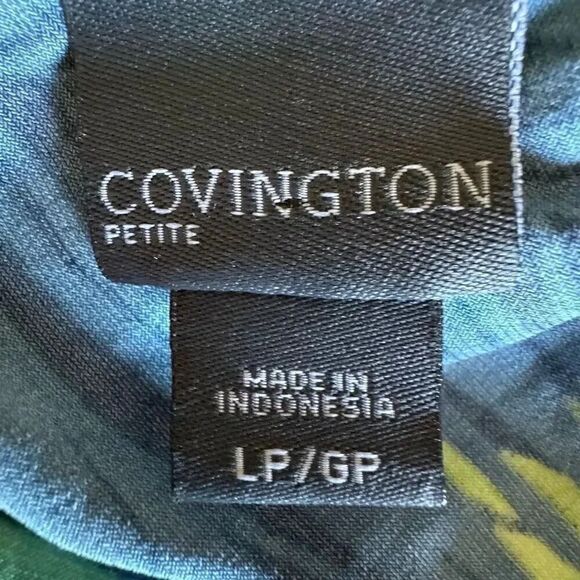 COVINGTON
PETITE
MADE IN
INDONESIA
LP/GP